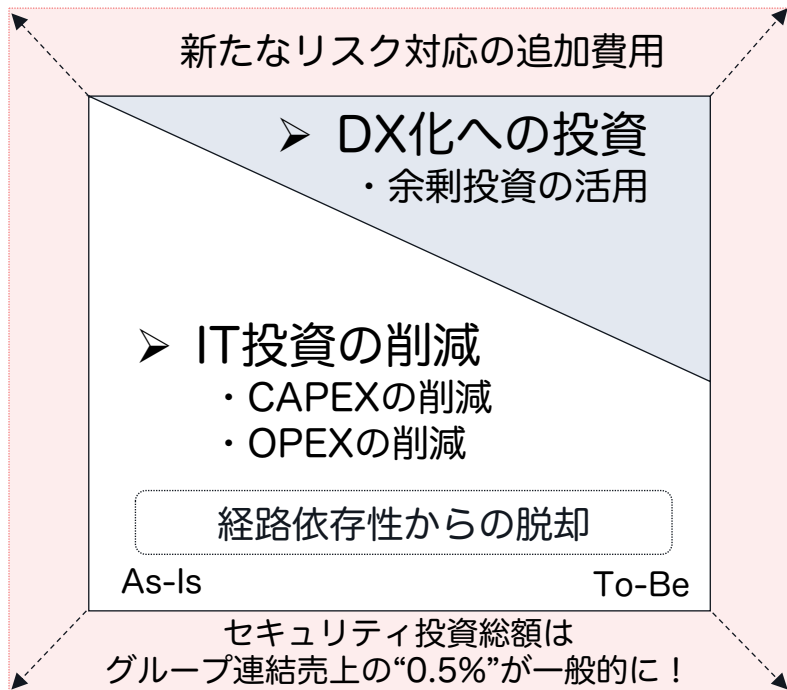 新たなリスク対応の追加費用
➢ DX化への投資
・余剰投資の活用
➢ IT投資の削減
・CAPEXの削減
・OPEXの削減
経路依存性からの脱却
As-Is
To-Be
セキュリティ投資総額は
グループ連結売上の“0.5%”が一般的に！